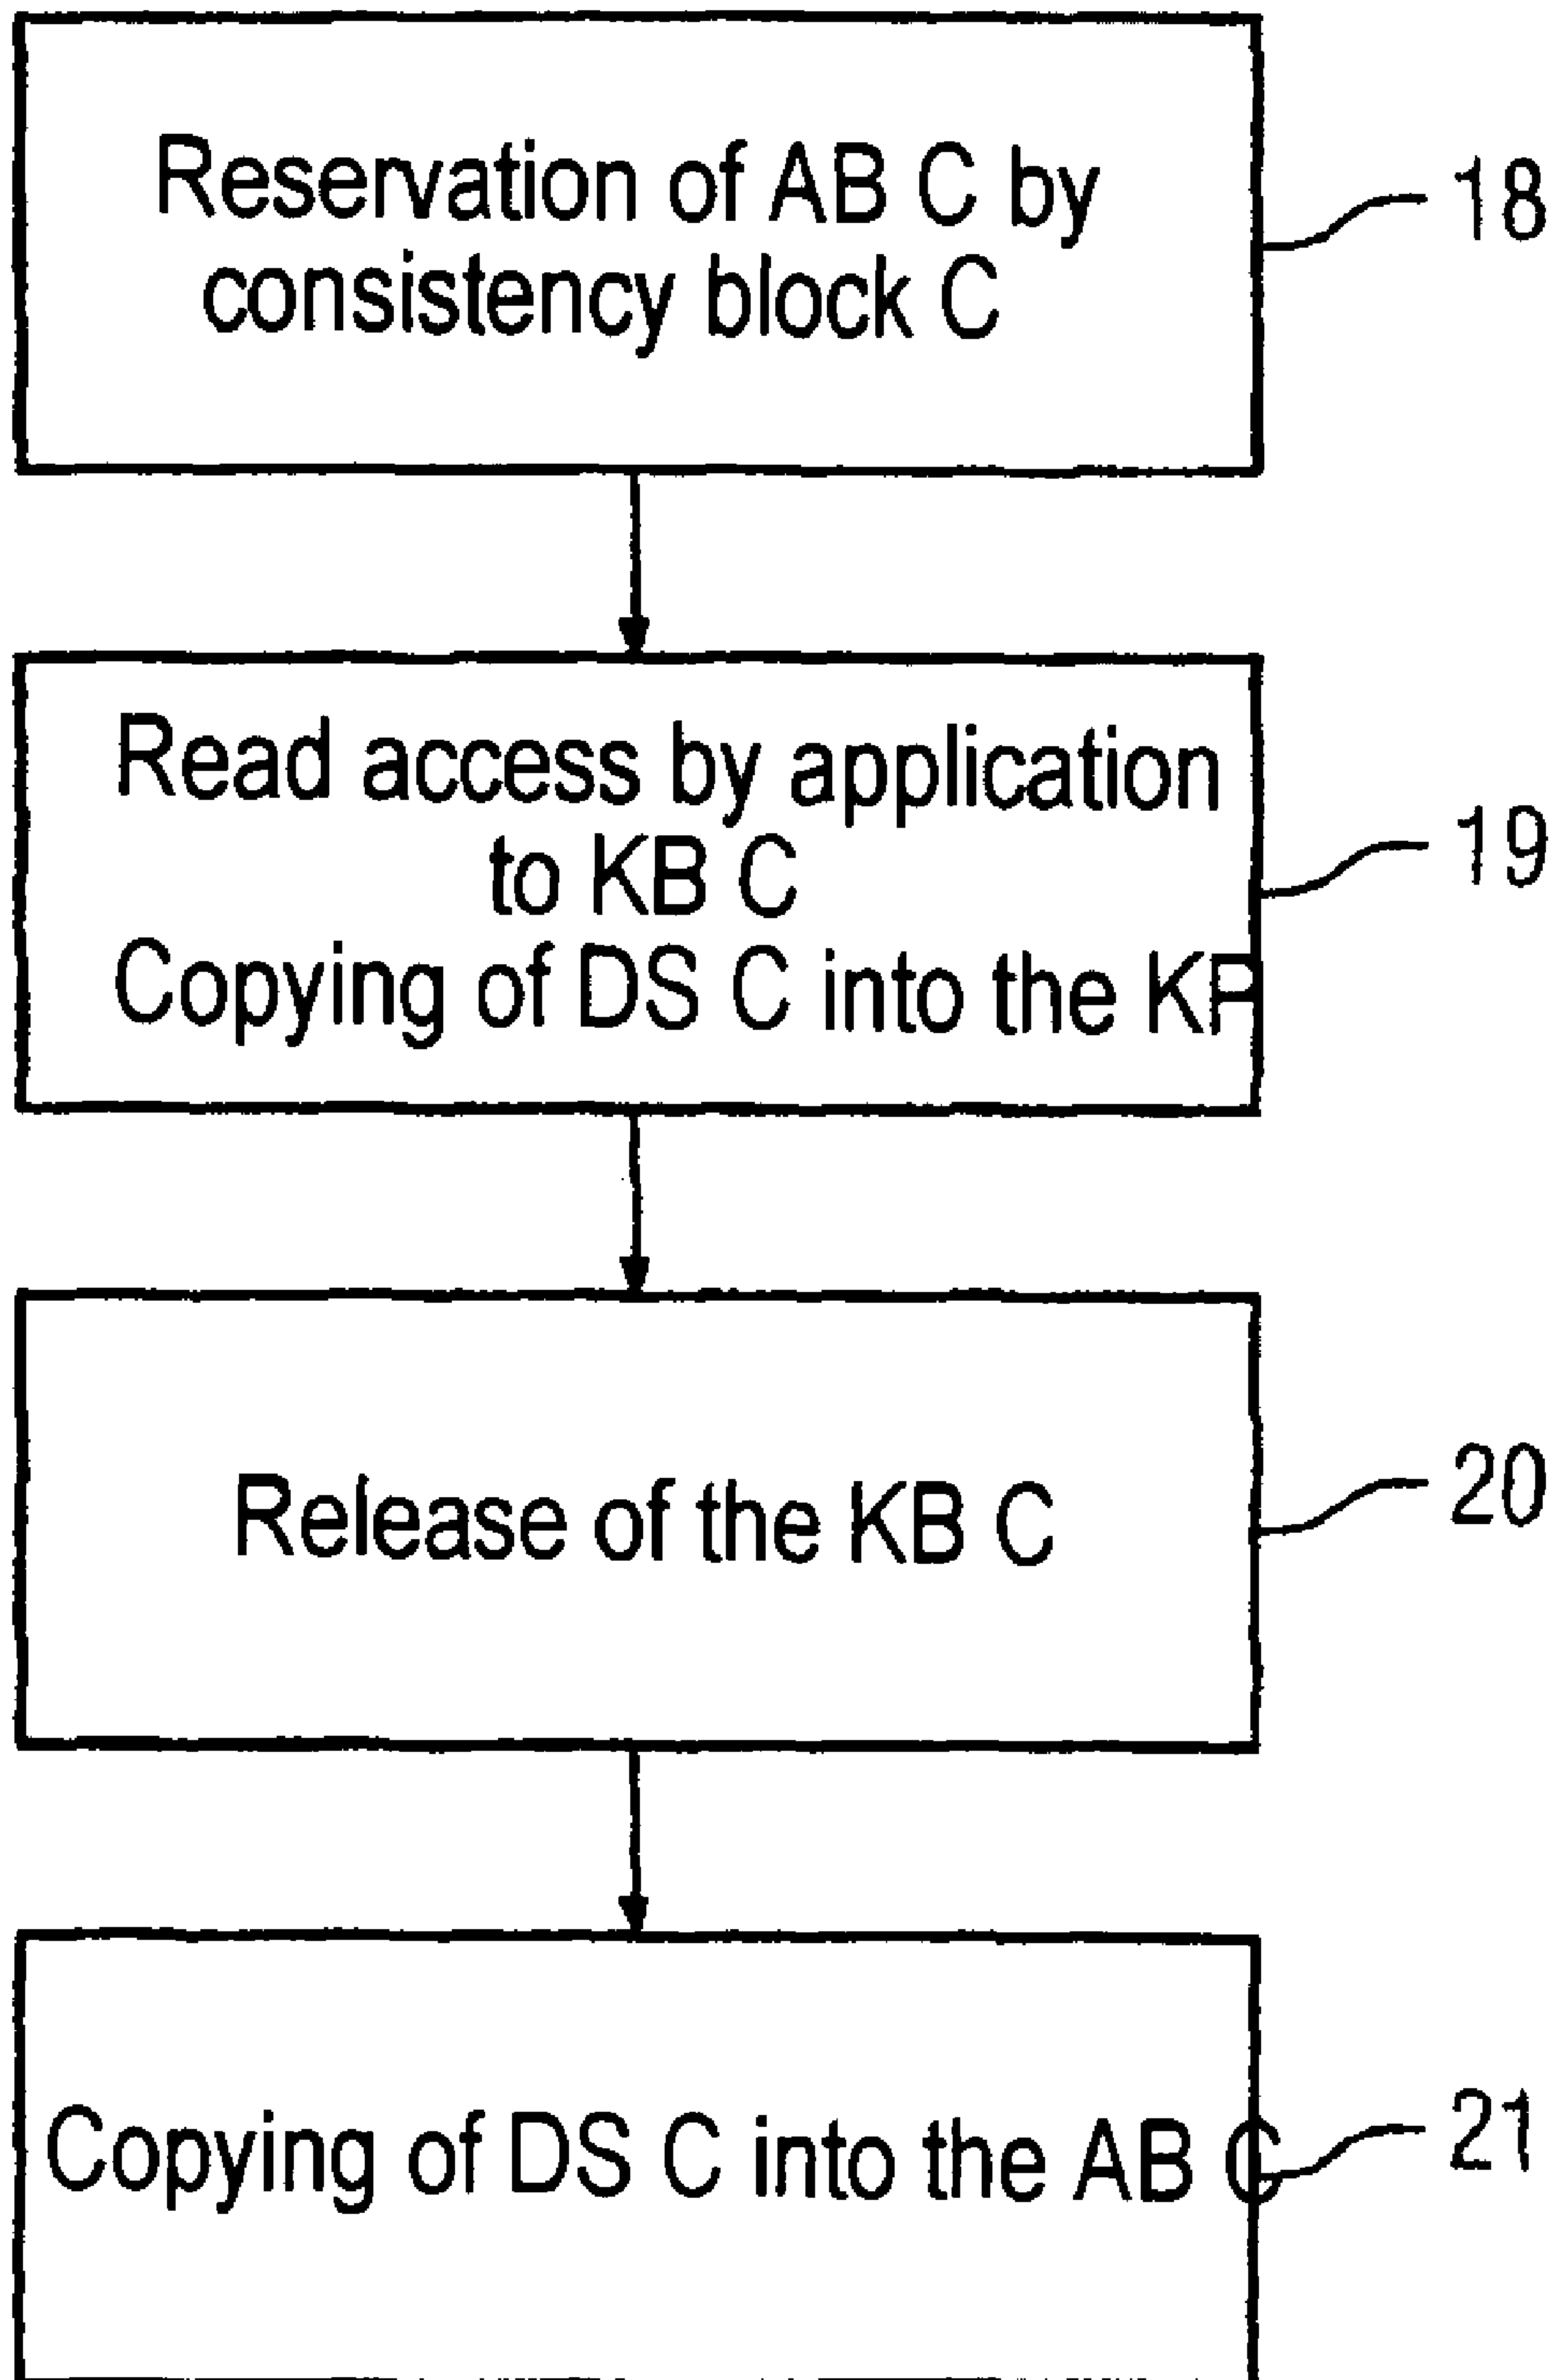 Reservation of AB C by
consistency block C
18
Read access by application
to KB C
Copying of DS C into the KP
19
Release of the KB C
20
Copying of DS C into the AB C
21